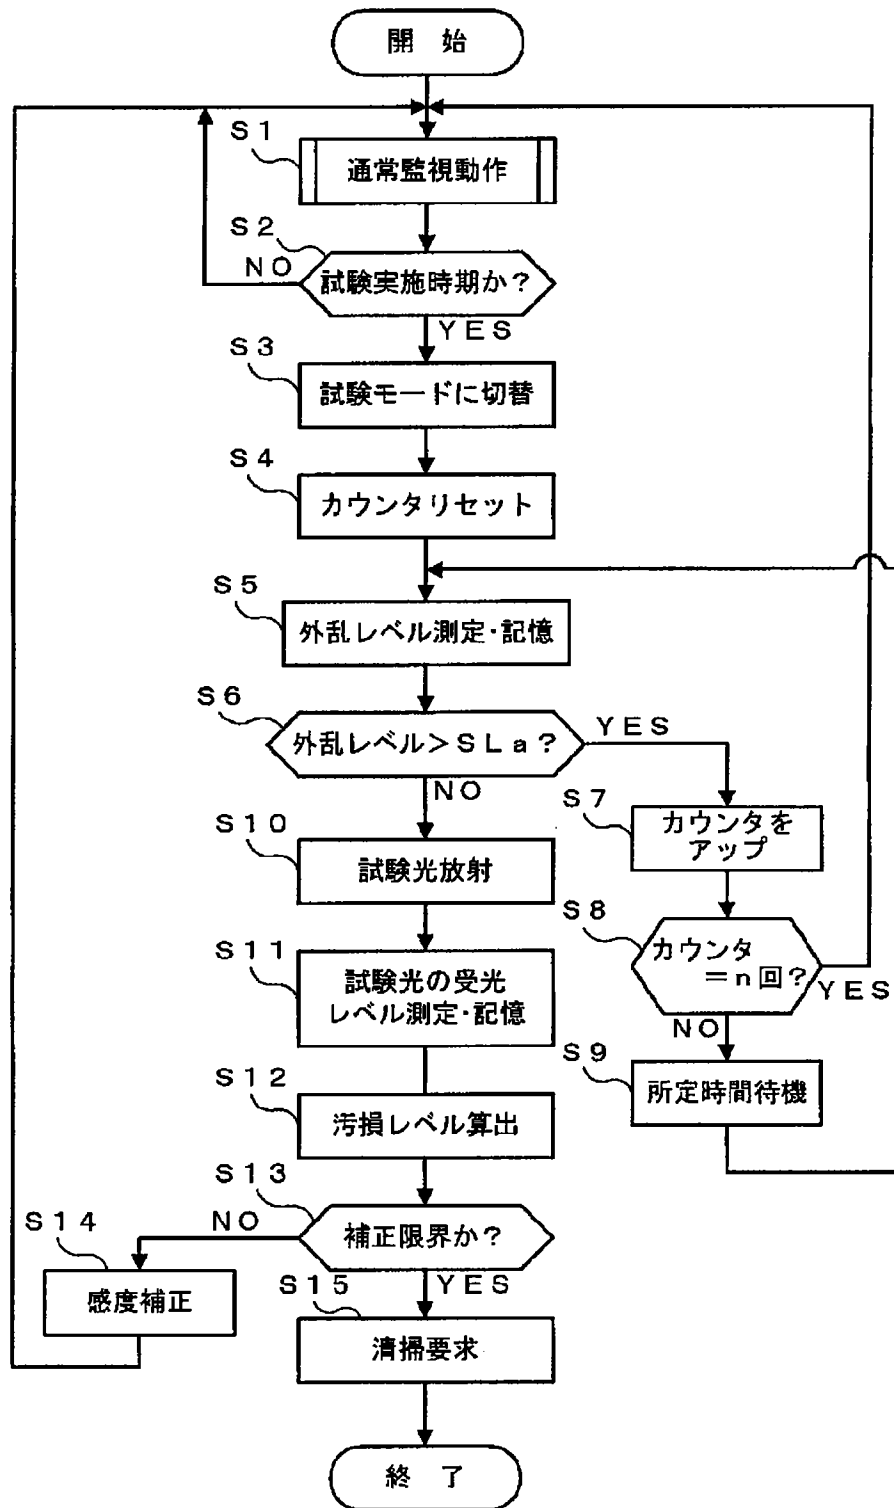 開 始
S1
通常監視動作
S2
NO
試験実施時期か?
YES
S3
試験モードに切替
S4
カウンタリセット
S5
外乱レベル測定・記憶
S6
外乱レベル>SLa?
YES
NO
S7
カウンタを
アップ
S10
試験光放射
S8
カウンタ
=n回?
YES
NO
S11
試験光の受光
レベル測定・記憶
S9
所定時間待機
S12
汚損レベル算出
S13
NO
補正限界か?
YES
S14
感度補正
S15
清掃要求
終 了